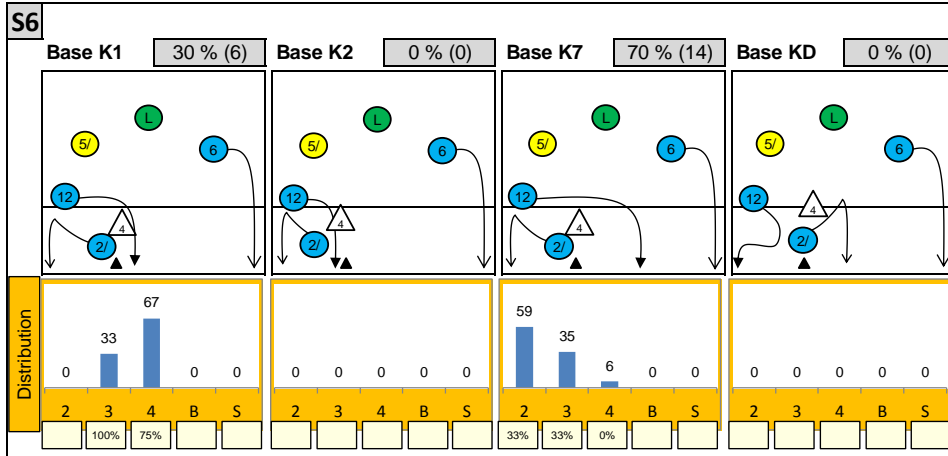 S6
Base K1 30 % (6) Base K2 0 % (0) Base K7 70 % (14) Base KD 0 % (0)
L L L L
5/ 6 5/ 6 5/ 6 5/ 6
12 12 12 12
4 4 4 4
2/ 2/ 2/ 2/
Distribution
0 33 67 0 0 0 0 0 0 0 59 35 6 0 0 0 0 0 0 0
2 3 4 B S 2 3 4 B S 2 3 4 B S 2 3 4 B S
100% 75% 33% 33% 0%